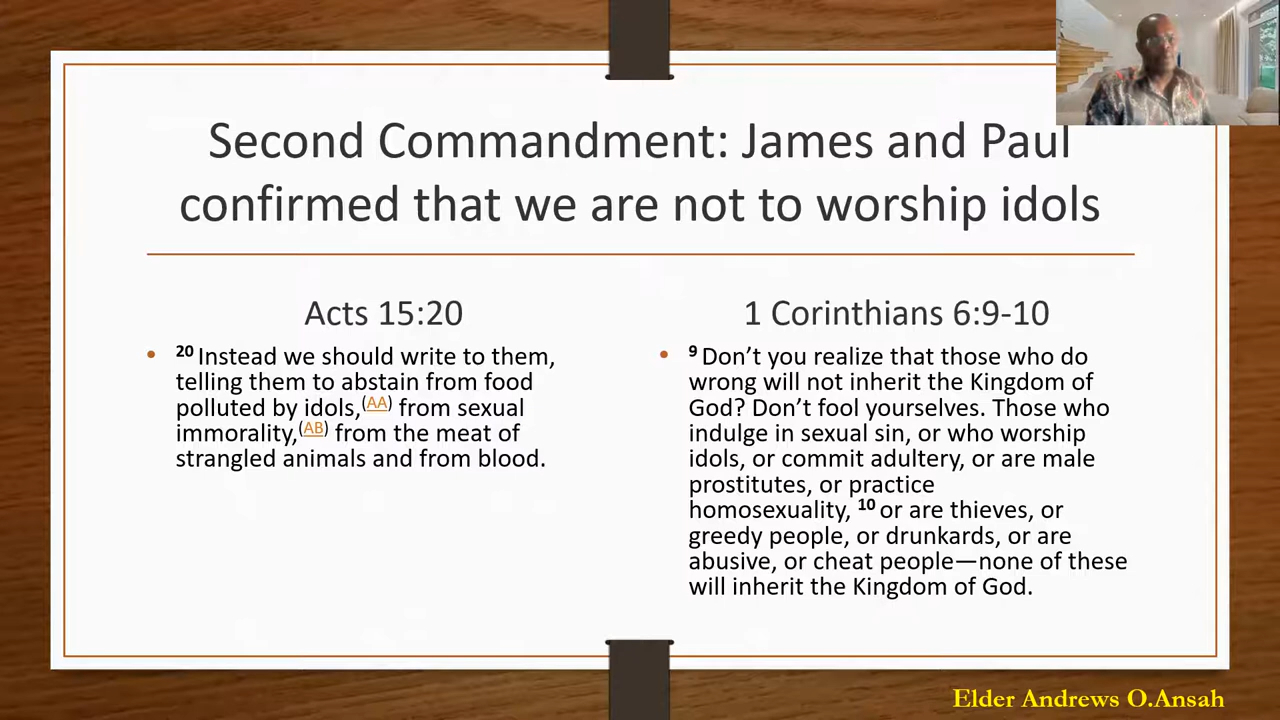 Second Commandment: James and Paul
confirmed that we are not to worship idols
Acts 15:20
• 20 Instead we should write to them,
telling them to abstain from food
polluted by idols,(AA) from sexual
immorality,(AB) from the meat of
strangled animals and from blood.
1 Corinthians 6:9-10
• 9 Don’t you realize that those who do
wrong will not inherit the Kingdom of
God? Don’t fool yourselves. Those who
indulge in sexual sin, or who worship
idols, or commit adultery, or are male
prostitutes, or practice
homosexuality, 10 or are thieves, or
greedy people, or drunkards, or are
abusive, or cheat people—none of these
will inherit the Kingdom of God.
Elder Andrews O.Ansah